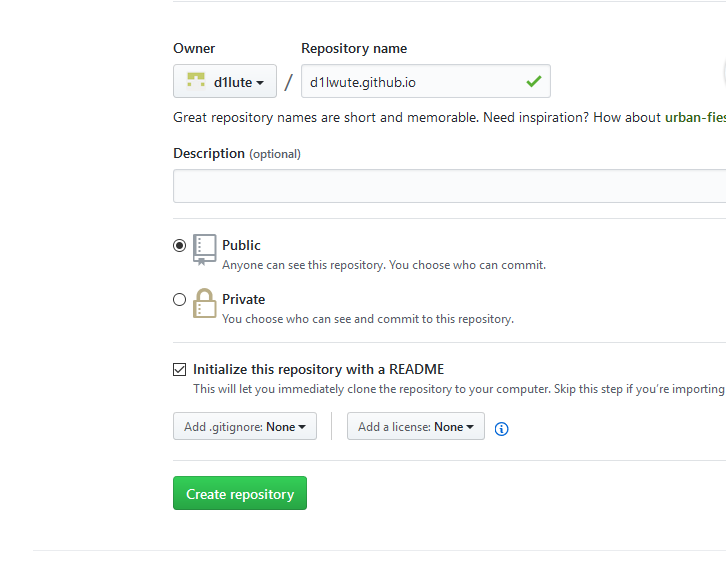 Owner
Repository name
d1lute
/
d1lwute.github.io
Great repository names are short and memorable. Need inspiration? How about urban-fies
Description (optional)
Public
Anyone can see this repository. You choose who can commit.
Private
You choose who can see and commit to this repository.
Initialize this repository with a README
This will let you immediately clone the repository to your computer. Skip this step if you're importing
Add .gitignore: None
Add a license: None
Create repository